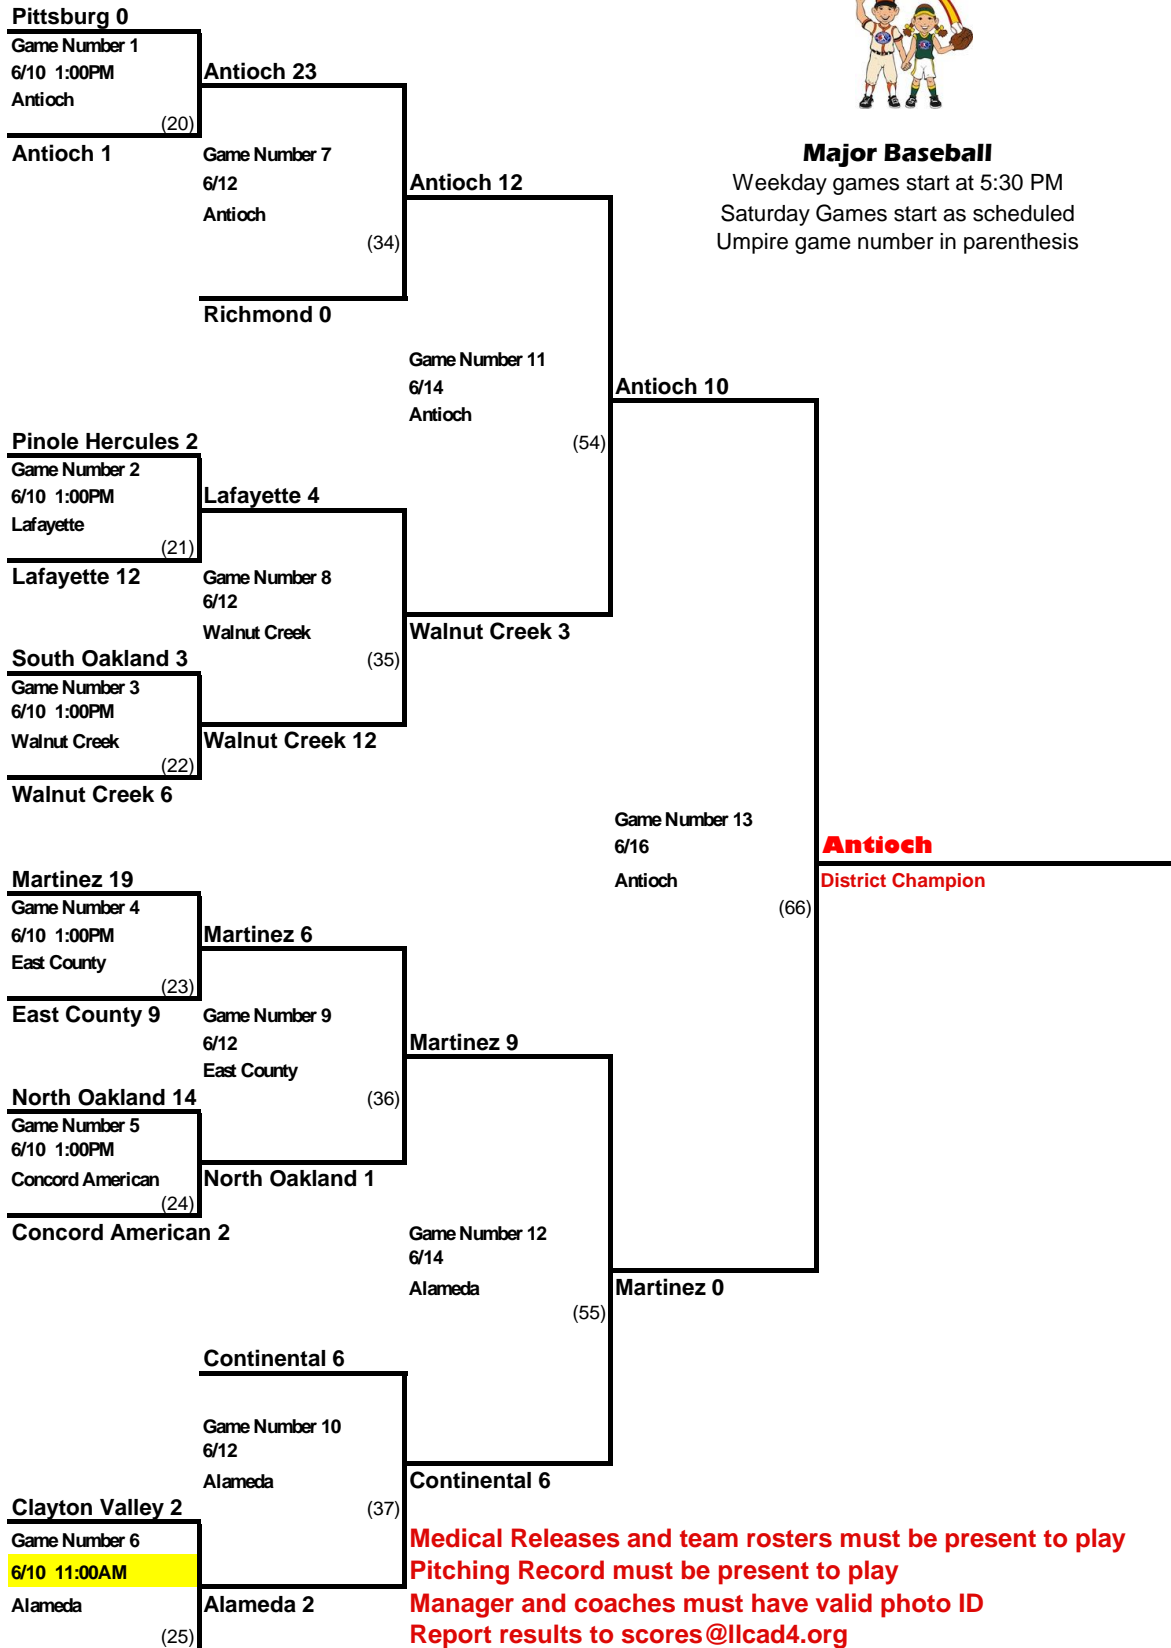 Pittsburg 0
Game Number 1
6/10 1:00PM
Antioch
(20)
Antioch 1
Antioch 23
Game Number 7
6/12
Antioch
(34)
Richmond 0
Antioch 12
Major Baseball
Weekday games start at 5:30 PM
Saturday Games start as scheduled
Umpire game number in parenthesis
Game Number 11
6/14
Antioch
(54)
Antioch 10
Pinole Hercules 2
Game Number 2
6/10 1:00PM
Lafayette
(21)
Lafayette 12
Lafayette 4
Game Number 8
6/12
Walnut Creek
(35)
Walnut Creek 3
South Oakland 3
Game Number 3
6/10 1:00PM
Walnut Creek
(22)
Walnut Creek 6
Walnut Creek 12
Game Number 13
6/16
Antioch
(66)
Antioch
District Champion
Martinez 19
Game Number 4
6/10 1:00PM
East County
(23)
East County 9
Martinez 6
Game Number 9
6/12
East County
(36)
Martinez 9
North Oakland 14
Game Number 5
6/10 1:00PM
Concord American
(24)
Concord American 2
North Oakland 1
Game Number 12
6/14
Alameda
(55)
Martinez 0
Continental 6
Game Number 10
6/12
Alameda
(37)
Continental 6
Clayton Valley 2
Game Number 6
6/10 11:00AM
Alameda
(25)
Alameda 2
Medical Releases and team rosters must be present to play
Pitching Record must be present to play
Manager and coaches must have valid photo ID
Report results to scores@llcad4.org